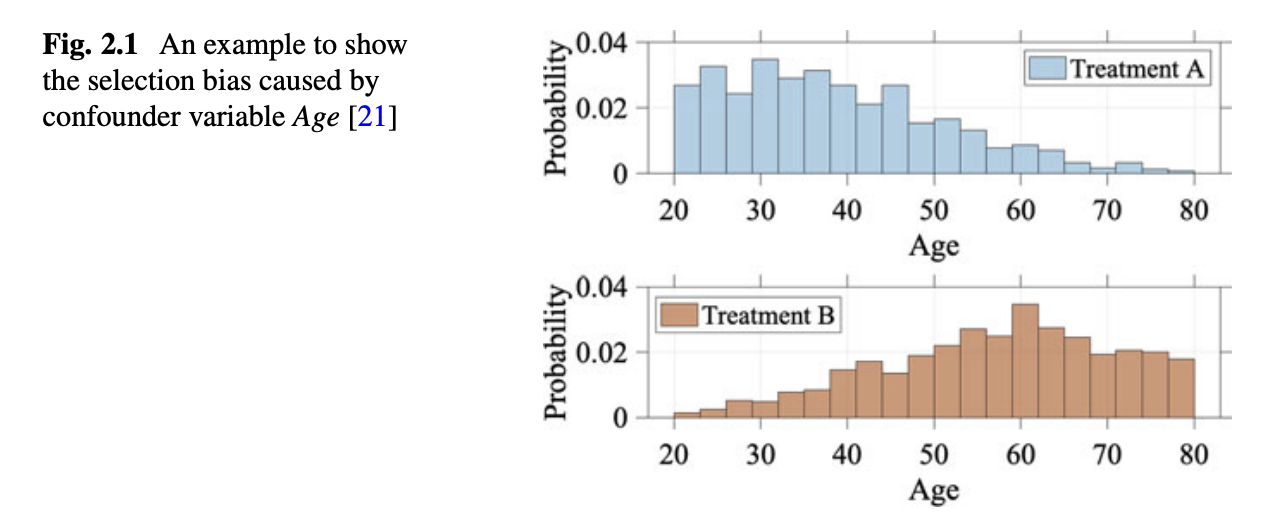 Fig. 2.1 An example to show
the selection bias caused by
confounder variable Age [21]
Probability
0.04
0.02
0
Treatment A
20 30 40 50 60 70 80
Age
Probability
0.04
0.02
0
Treatment B
20 30 40 50 60 70 80
Age